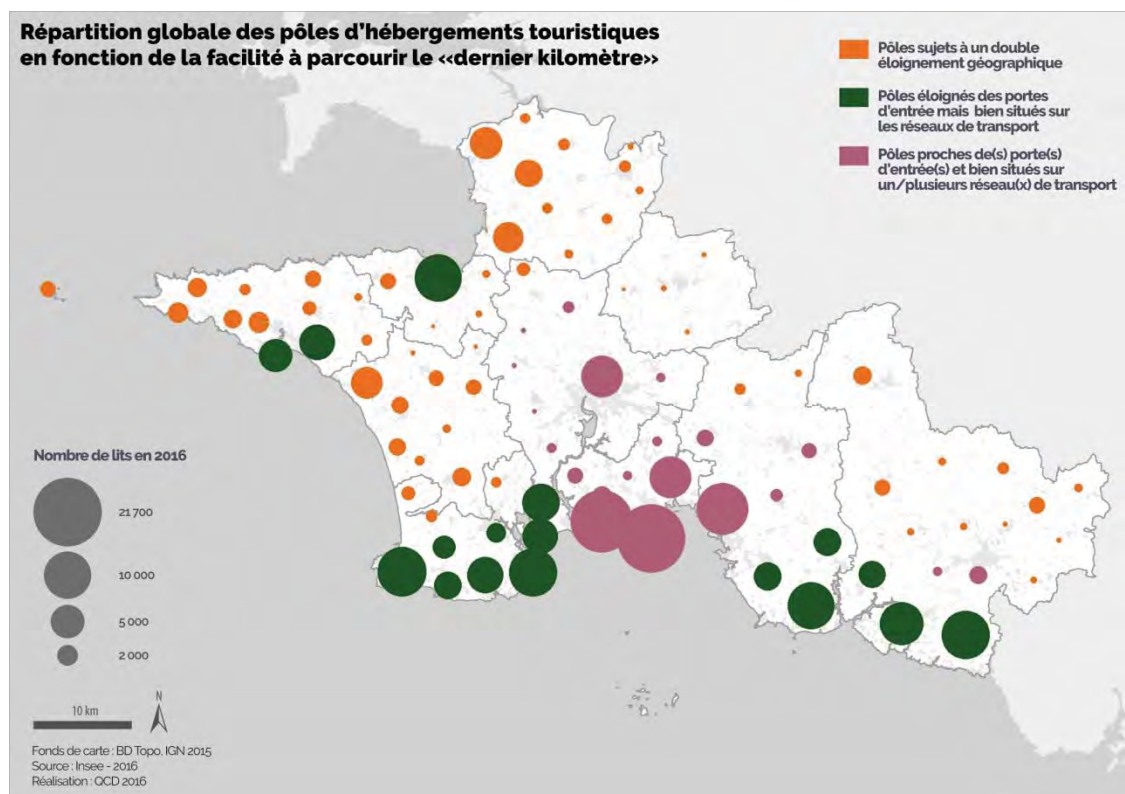 Répartition globale des pôles d'hébergements touristiques
en fonction de la facilité à parcourir le «dernier kilomètre»
Pôles sujets à un double
éloignement géographique
Pôles éloignés des portes
d'entrée mais bien situés sur
les réseaux de transport
Pôles proches de(s) porte(s)
d'entrée(s) et bien situés sur
un/plusieurs réseau(x) de transport
Nombre de lits en 2016
21 700
10 000
5 000
2 000
10 km
N
Fonds de carte : BD Topo, IGN 2015
Source : Insee - 2016
Réalisation : QCD 2016